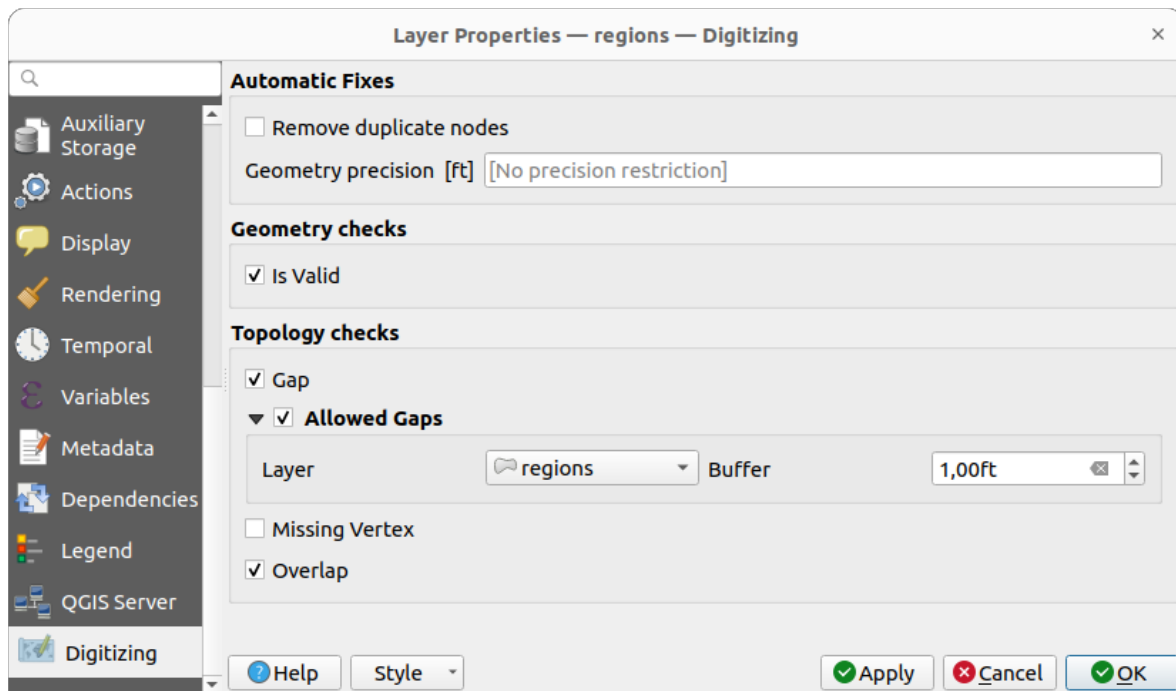 Layer Properties — regions — Digitizing
Auxiliary
Storage
Actions
Display
Rendering
Temporal
Variables
Metadata
Dependencies
Legend
QGIS Server
Digitizing
Automatic Fixes
Remove duplicate nodes
Geometry precision [ft] [No precision restriction]
Geometry checks
Is Valid
Topology checks
Gap
Allowed Gaps
Layer regions Buffer 1,00ft
Missing Vertex
Overlap
Help Style Apply Cancel OK